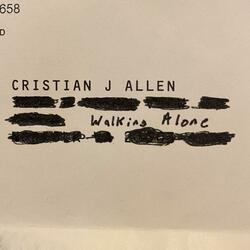 658
D
CRISTIAN J ALLEN
Walking Alone